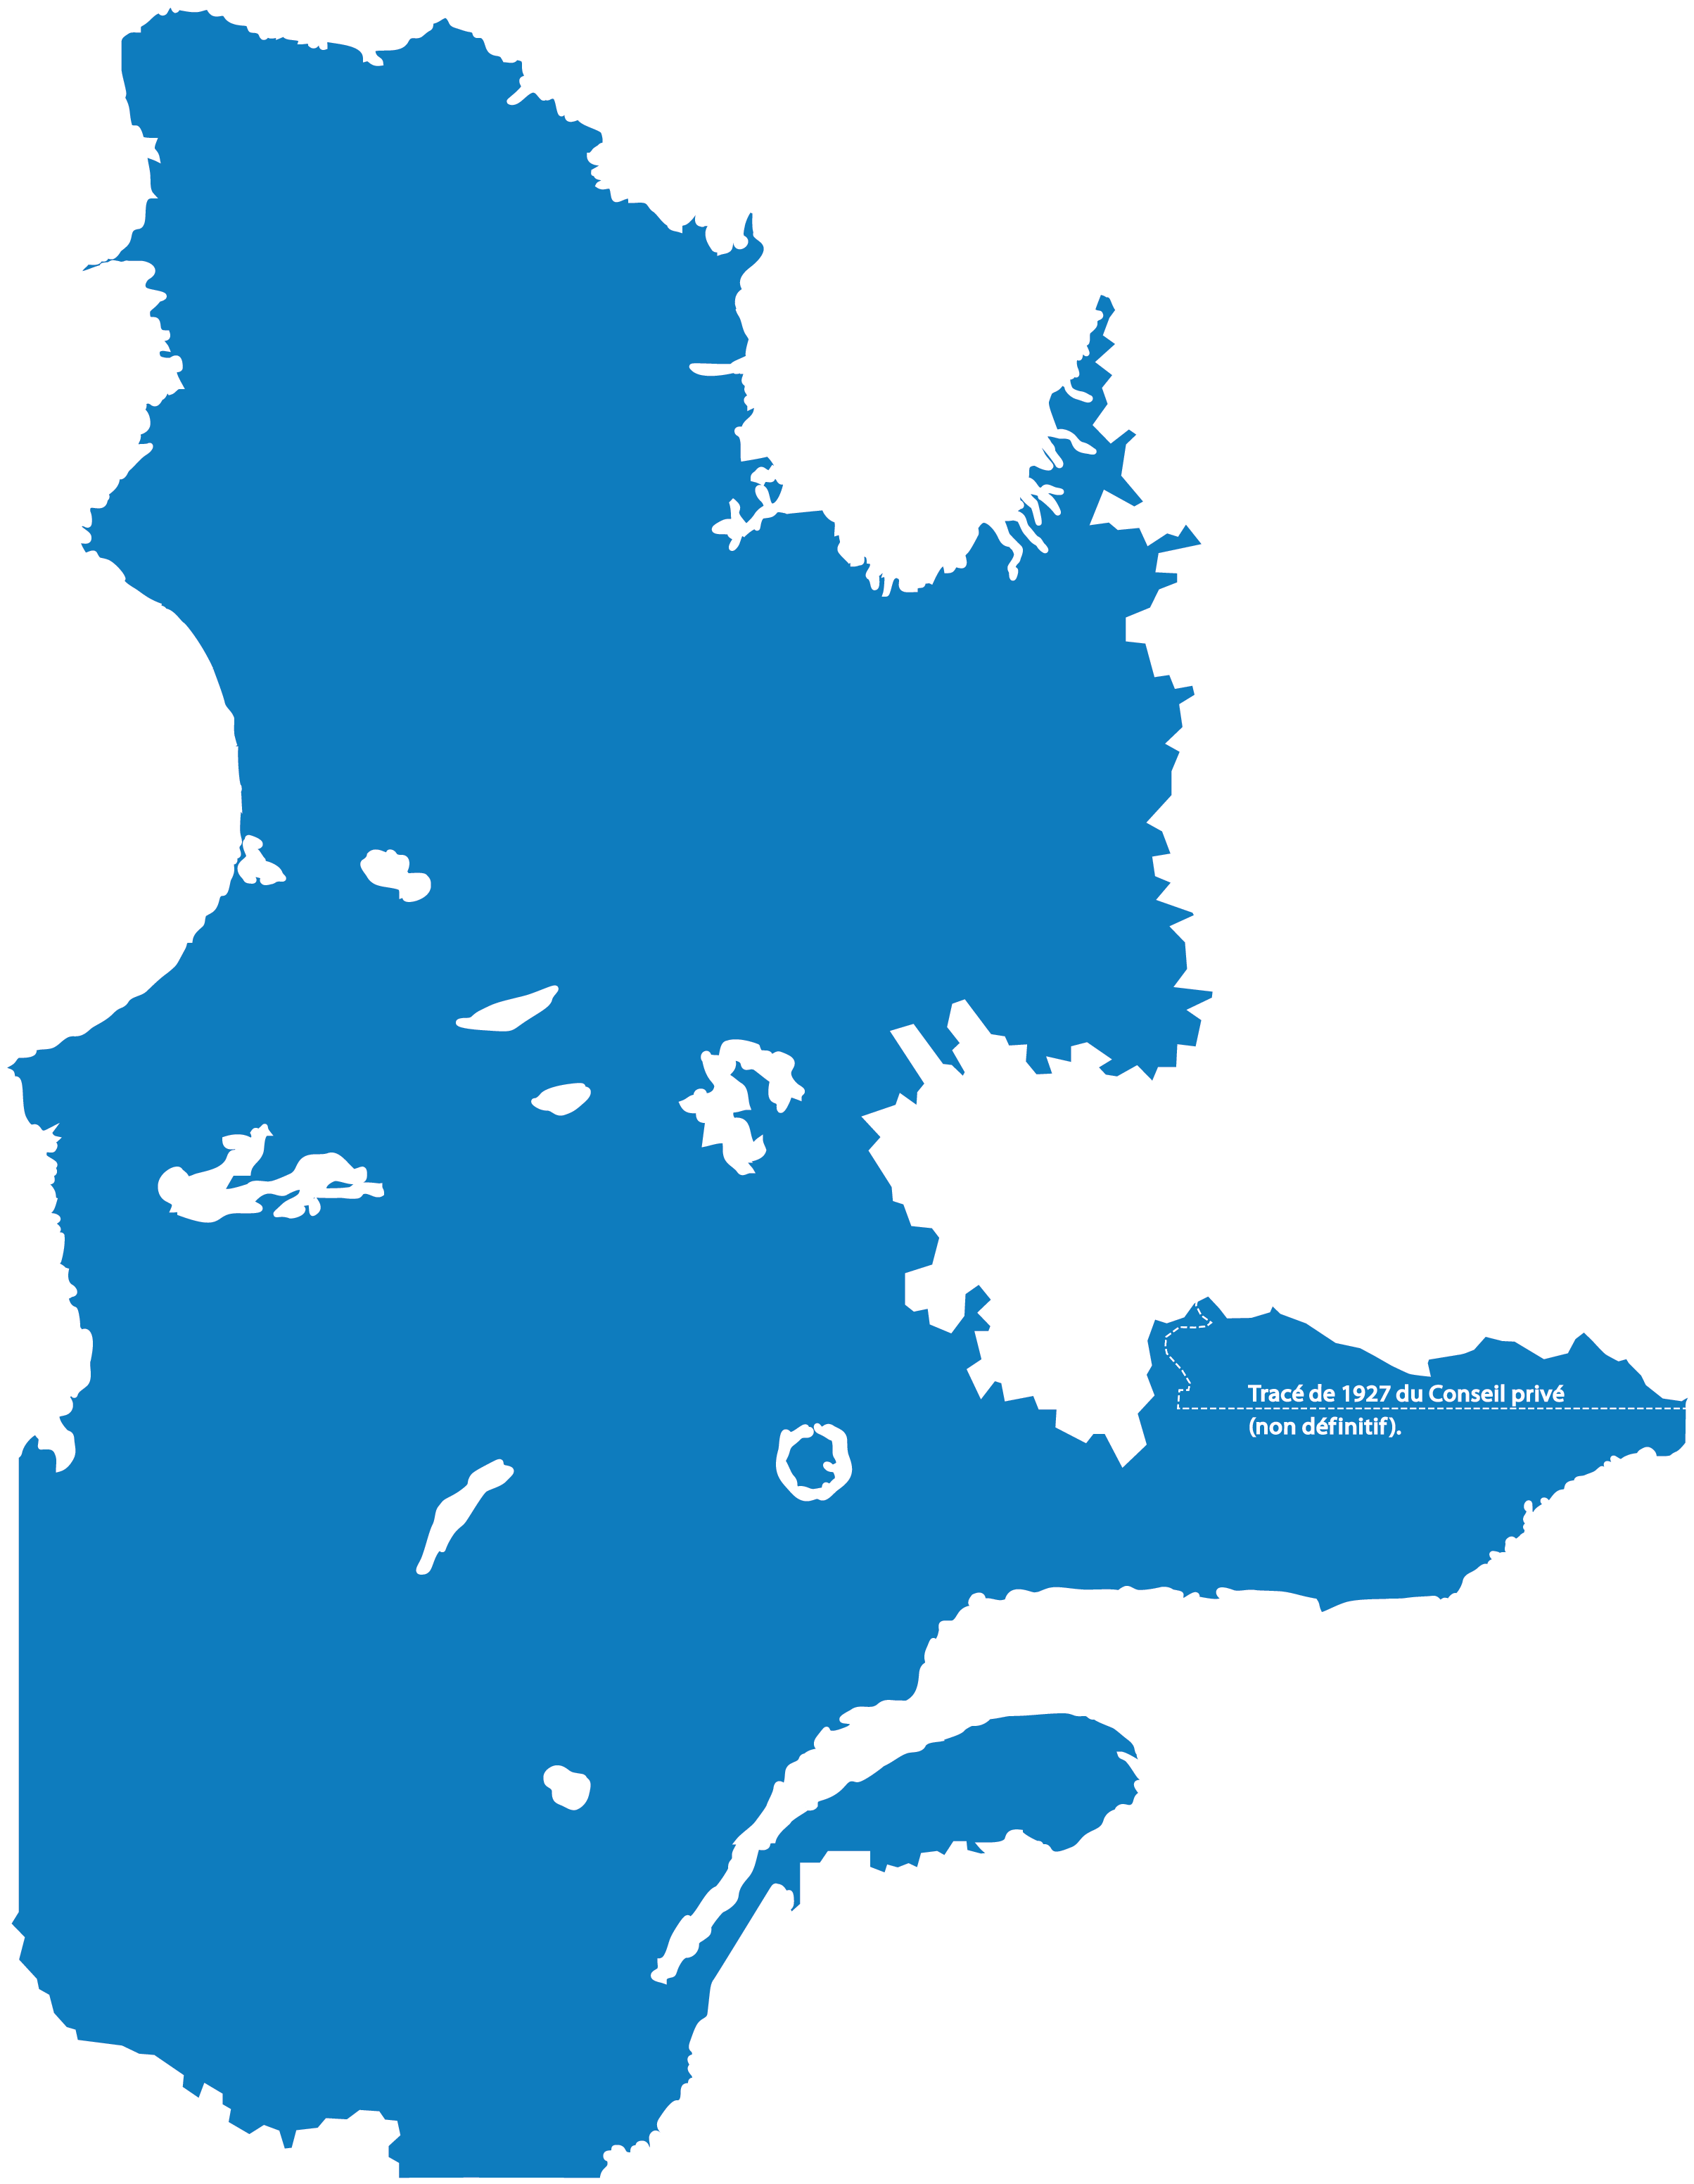 Tracé de 1927 du Conseil privé
(non définitif).